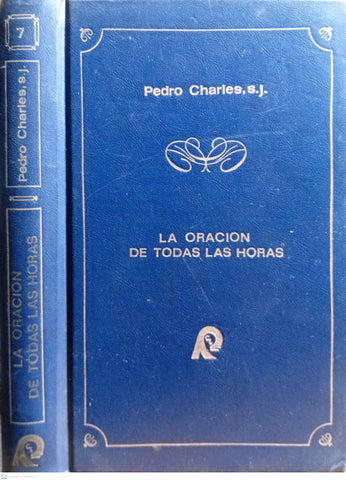 7
Pedro Charles, s.j.
LA ORACION
DE TODAS LAS HORAS
Pedro Charles, s.j.
LA ORACION
DE TODAS LAS HORAS